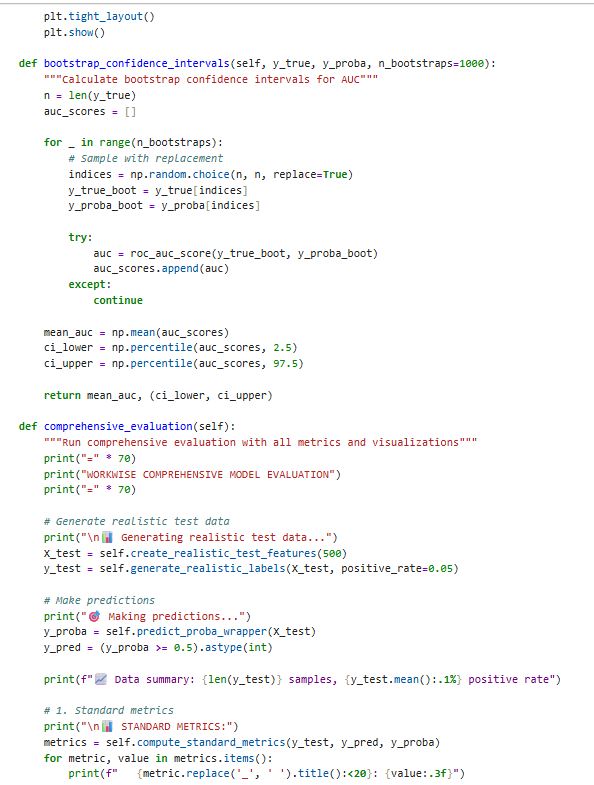 plt.tight_layout()
    plt.show()

def bootstrap_confidence_intervals(self, y_true, y_proba, n_bootstraps=1000):
    """Calculate bootstrap confidence intervals for AUC"""
    n = len(y_true)
    auc_scores = []

    for _ in range(n_bootstraps):
        # Sample with replacement
        indices = np.random.choice(n, n, replace=True)
        y_true_boot = y_true[indices]
        y_proba_boot = y_proba[indices]

        try:
            auc = roc_auc_score(y_true_boot, y_proba_boot)
            auc_scores.append(auc)
        except:
            continue

    mean_auc = np.mean(auc_scores)
    ci_lower = np.percentile(auc_scores, 2.5)
    ci_upper = np.percentile(auc_scores, 97.5)

    return mean_auc, (ci_lower, ci_upper)

def comprehensive_evaluation(self):
    """Run comprehensive evaluation with all metrics and visualizations"""
    print("=" * 70)
    print("WORKWISE COMPREHENSIVE MODEL EVALUATION")
    print("=" * 70)

    # Generate realistic test data
    print("\n📊 Generating realistic test data...")
    X_test = self.create_realistic_test_features(500)
    y_test = self.generate_realistic_labels(X_test, positive_rate=0.05)

    # Make predictions
    print("🎯 Making predictions...")
    y_proba = self.predict_proba_wrapper(X_test)
    y_pred = (y_proba >= 0.5).astype(int)

    print(f"📈 Data summary: {len(y_test)} samples, {y_test.mean():.1%} positive rate")

    # 1. Standard metrics
    print("\n📊 STANDARD METRICS:")
    metrics = self.compute_standard_metrics(y_test, y_pred, y_proba)
    for metric, value in metrics.items():
        print(f"   {metric.replace('_', ' ').title():<20}: {value:.3f}")